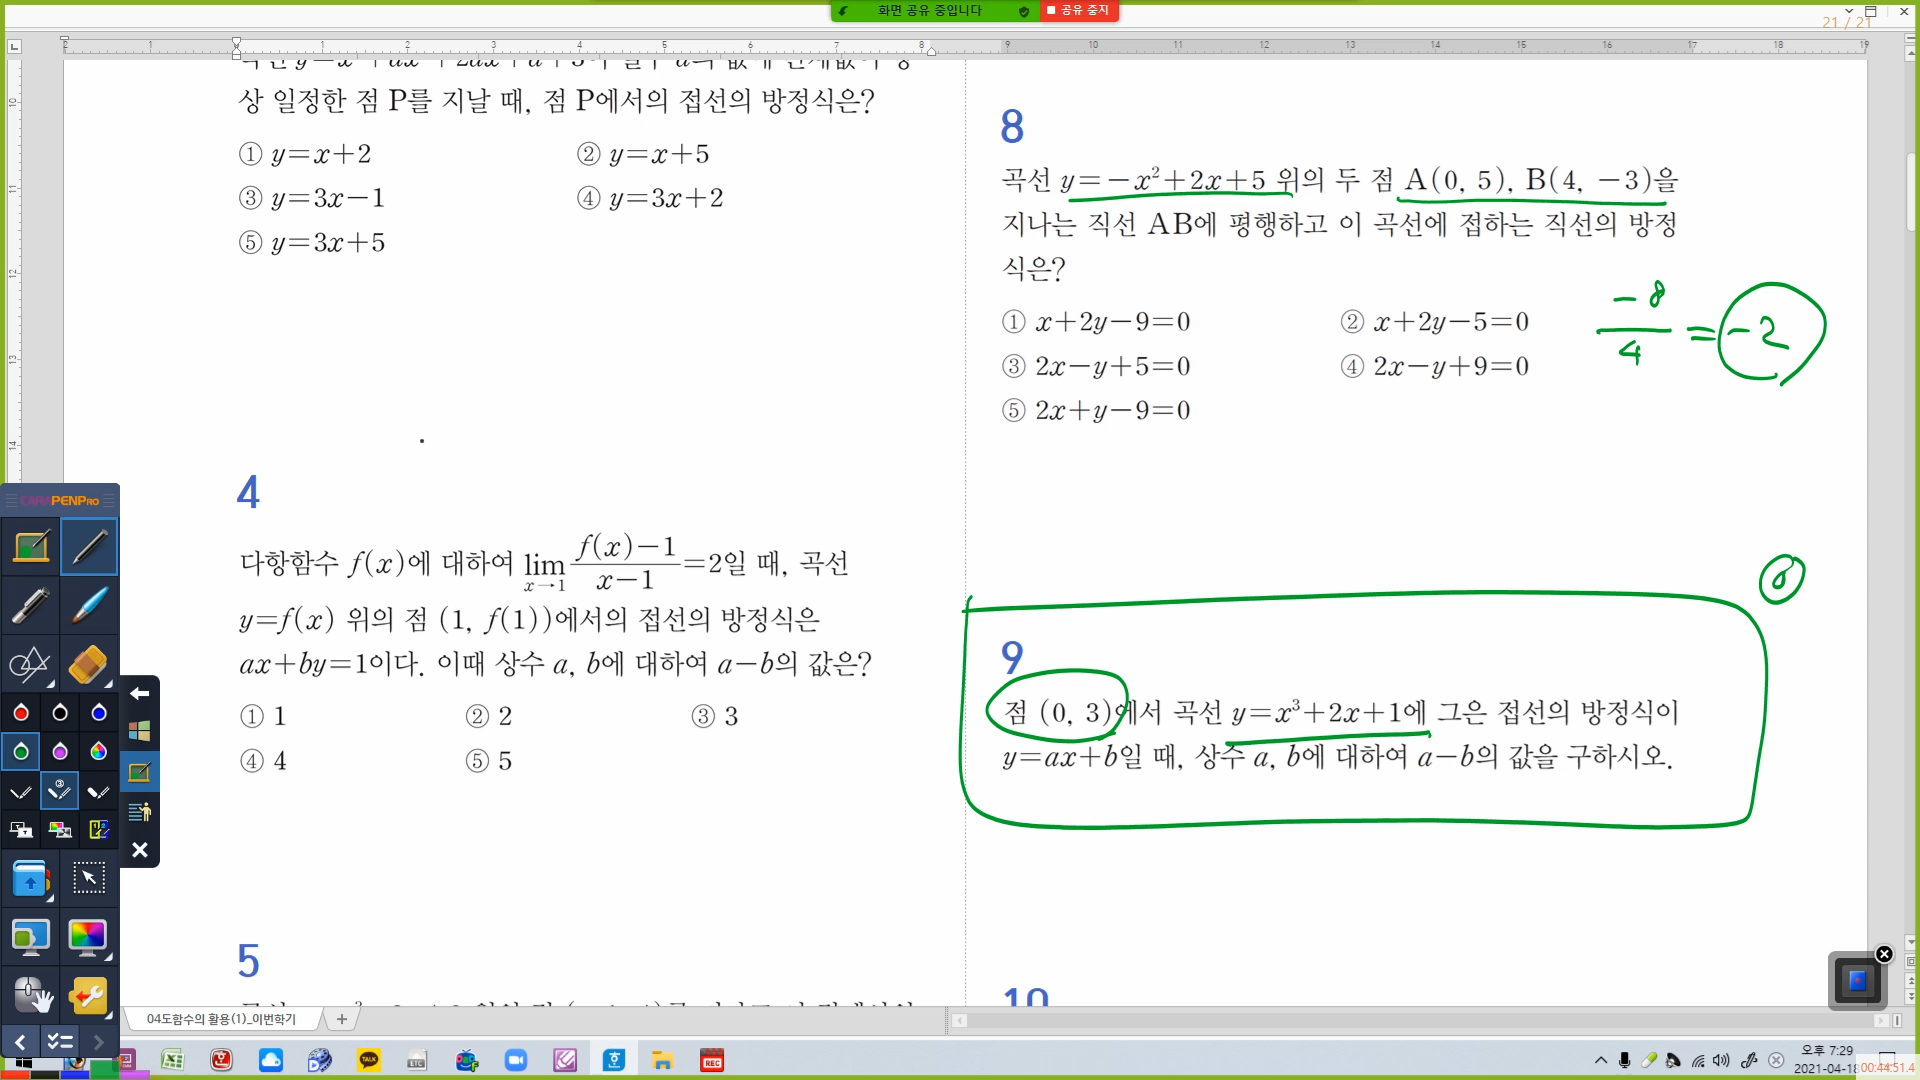 화면 공유 중입니다
공유 중지
21 / 21
상 일정한 점 P를 지날 때, 점 P에서의 접선의 방정식은?
① y=x+2
② y=x+5
③ y=3x−1
④ y=3x+2
⑤ y=3x+5
4
다항함수 f(x)에 대하여 lim x→1 (f(x)−1)/(x−1)=2일 때, 곡선
y=f(x) 위의 점 (1, f(1))에서의 접선의 방정식은
ax+by=1이다. 이때 상수 a, b에 대하여 a−b의 값은?
① 1
② 2
③ 3
④ 4
⑤ 5
5
8
곡선 y=−x²+2x+5 위의 두 점 A(0, 5), B(4, −3)을
지나는 직선 AB에 평행하고 이 곡선에 접하는 직선의 방정
식은?
① x+2y−9=0
② x+2y−5=0
③ 2x−y+5=0
④ 2x−y+9=0
⑤ 2x+y−9=0
−8/4 = −2
9
점 (0, 3)에서 곡선 y=x³+2x+1에 그은 접선의 방정식이
y=ax+b일 때, 상수 a, b에 대하여 a−b의 값을 구하시오.
10
CARAPENPRO
04도함수의 활용(1)_이번학기
TALK
ETC
REC
오후 7:29
2021-04-18
00:44:51.4